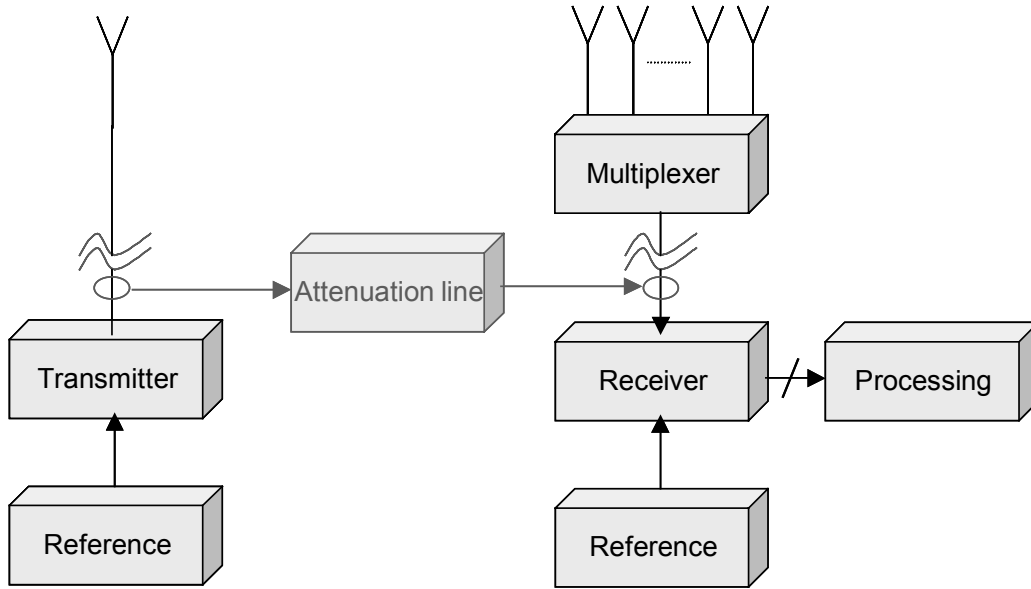 Multiplexer
Attenuation line
Transmitter
Receiver
Processing
Reference
Reference